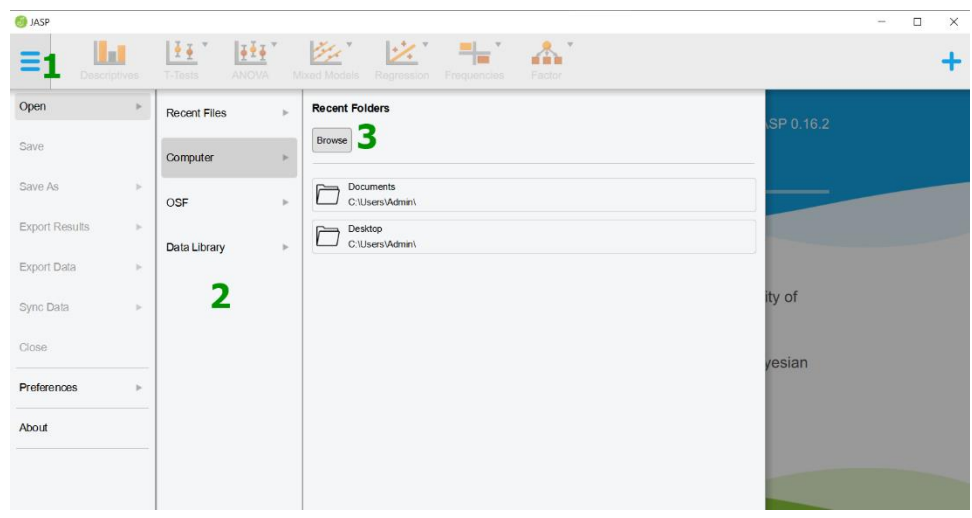 JASP
1
Descriptives
T-Tests
ANOVA
Mixed Models
Regression
Frequencies
Factor
Open
Save
Save As
Export Results
Export Data
Sync Data
Close
Preferences
About
Recent Files
Computer
OSF
Data Library
2
Recent Folders
Browse
3
Documents
C:\Users\Admin\
Desktop
C:\Users\Admin\
ASP 0.16.2
ity of
yesian